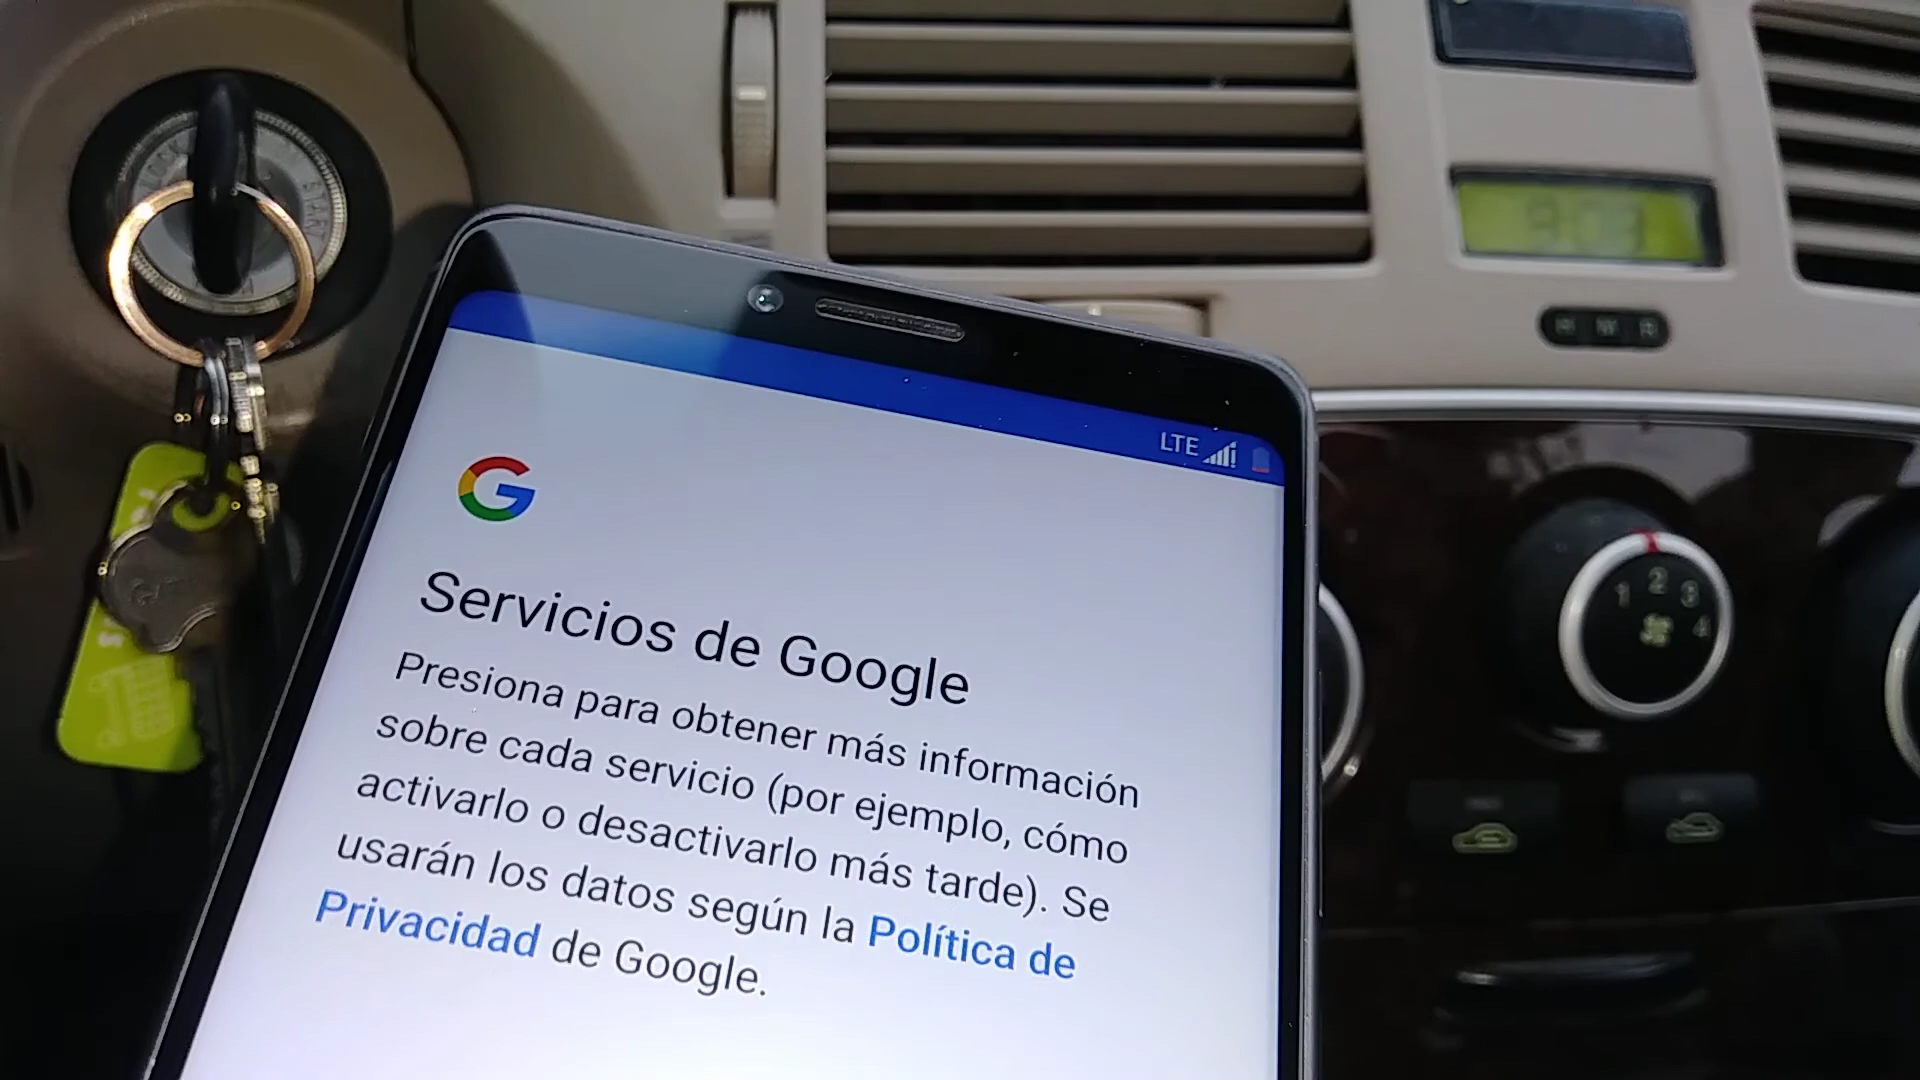 LTE
Servicios de Google
Presiona para obtener más información
sobre cada servicio (por ejemplo, cómo
activarlo o desactivarlo más tarde). Se
usarán los datos según la Política de
Privacidad de Google.
1 2 3 4